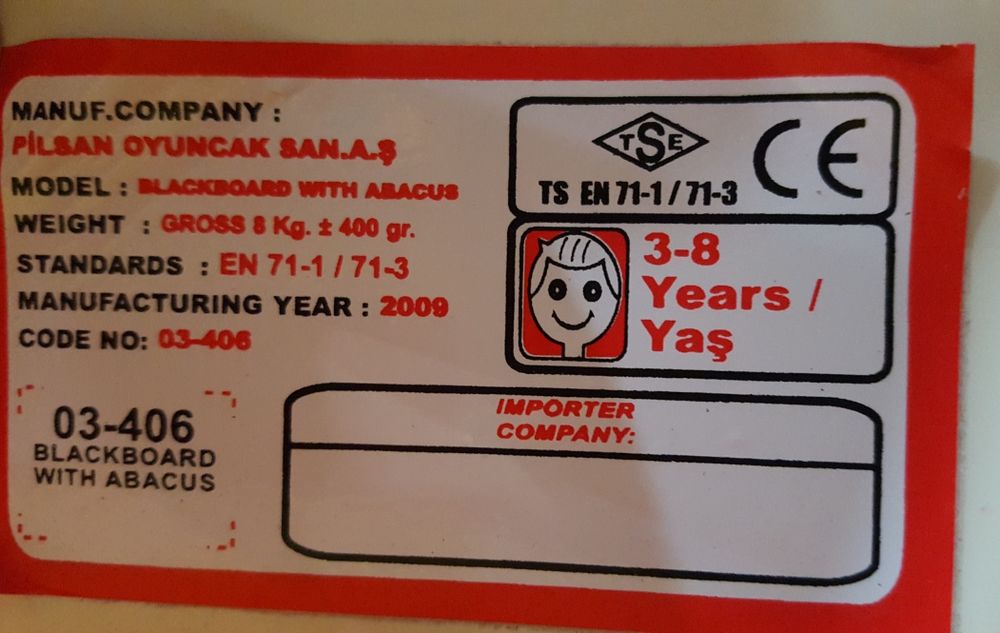 MANUF.COMPANY :
PİLSAN OYUNCAK SAN.A.Ş
MODEL : BLACKBOARD WITH ABACUS
WEIGHT : GROSS 8 Kg. ± 400 gr.
STANDARDS : EN 71-1 / 71-3
MANUFACTURING YEAR : 2009
CODE NO: 03-406
03-406
BLACKBOARD
WITH ABACUS
TSE CE
TS EN 71-1 / 71-3
3-8
Years /
Yaş
IMPORTER
COMPANY: